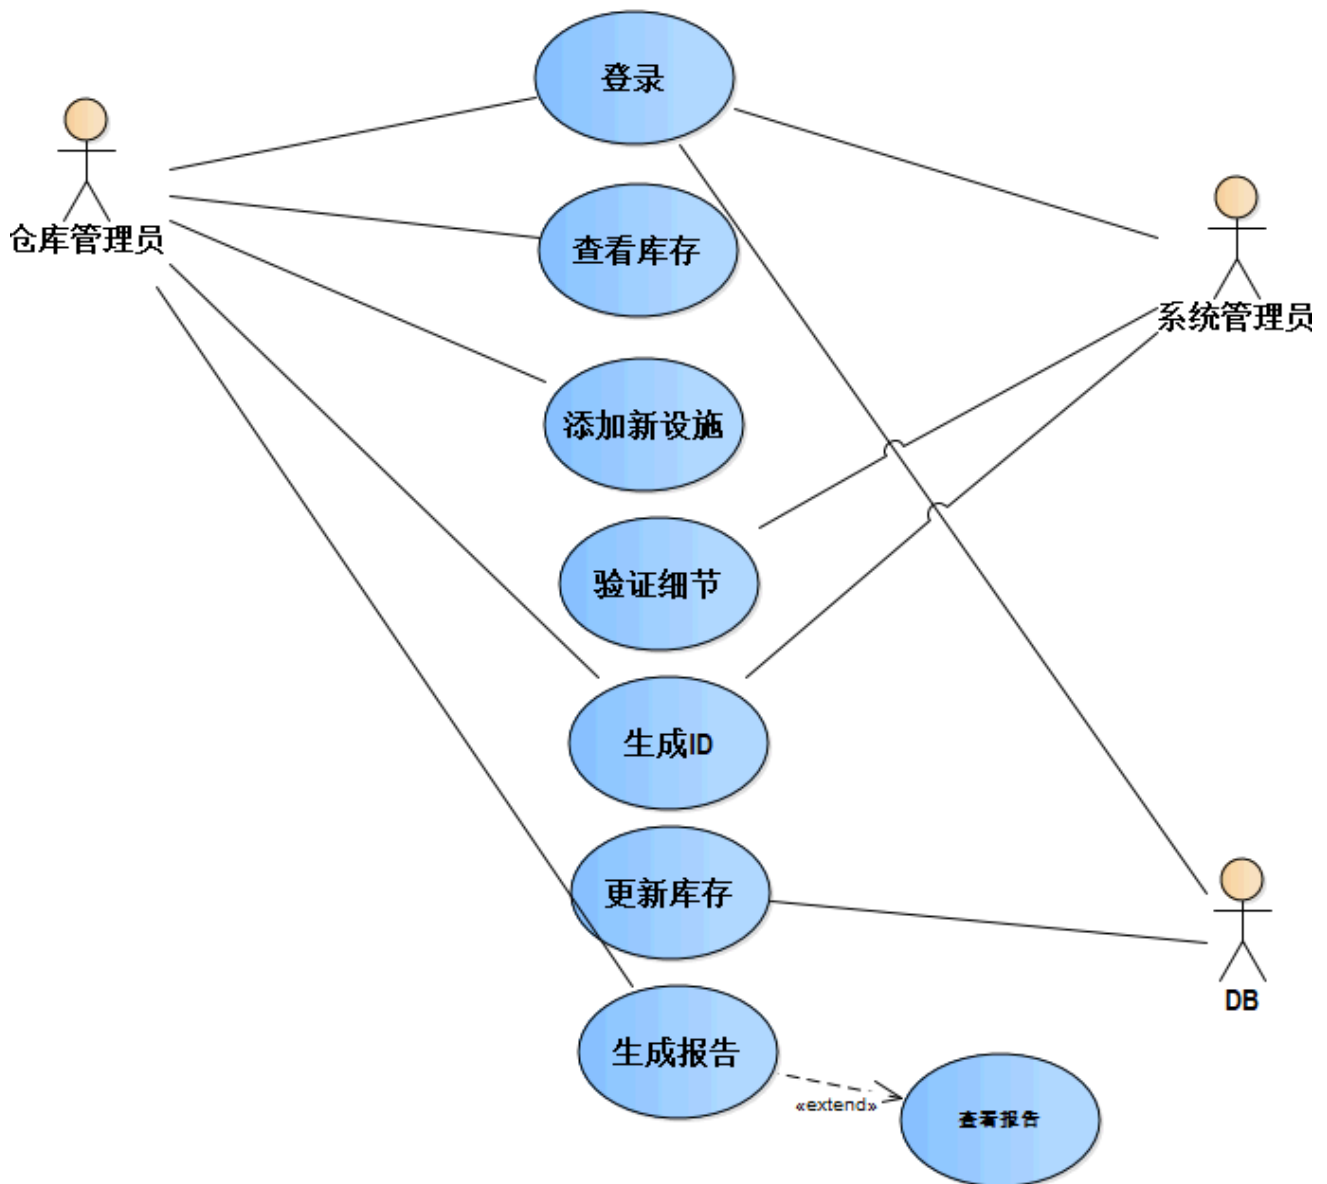 登录
仓库管理员
查看库存
系统管理员
添加新设施
验证细节
生成ID
更新库存
DB
生成报告
«extend»
查看报告